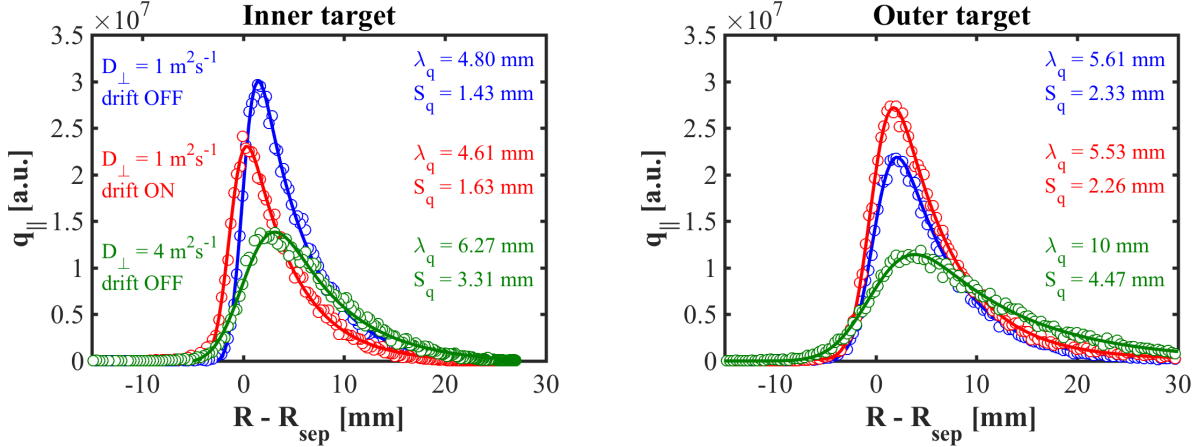 Inner target
×10⁷
3.5
3
2.5
2
1.5
1
0.5
0
q∥ [a.u.]
D⊥ = 1 m²s⁻¹
drift OFF
D⊥ = 1 m²s⁻¹
drift ON
D⊥ = 4 m²s⁻¹
drift OFF
λq = 4.80 mm
Sq = 1.43 mm
λq = 4.61 mm
Sq = 1.63 mm
λq = 6.27 mm
Sq = 3.31 mm
-10 0 10 20 30
R - Rsep [mm]
Outer target
×10⁷
3.5
3
2.5
2
1.5
1
0.5
0
q∥ [a.u.]
λq = 5.61 mm
Sq = 2.33 mm
λq = 5.53 mm
Sq = 2.26 mm
λq = 10 mm
Sq = 4.47 mm
-10 0 10 20 30
R - Rsep [mm]